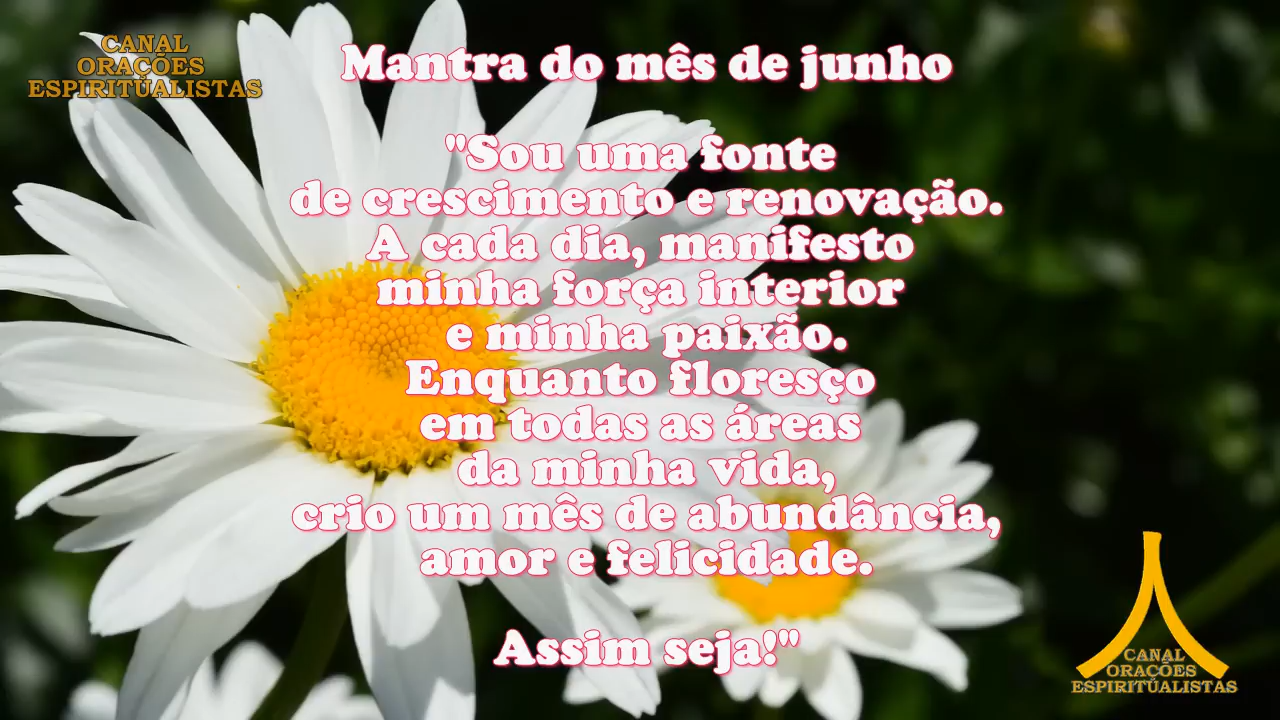 CANAL
ORAÇÕES
ESPIRITUALISTAS
Mantra do mês de junho
"Sou uma fonte
de crescimento e renovação.
A cada dia, manifesto
minha força interior
e minha paixão.
Enquanto floresço
em todas as áreas
da minha vida,
crio um mês de abundância,
amor e felicidade.
Assim seja!"
CANAL
ORAÇÕES
ESPIRITUALISTAS